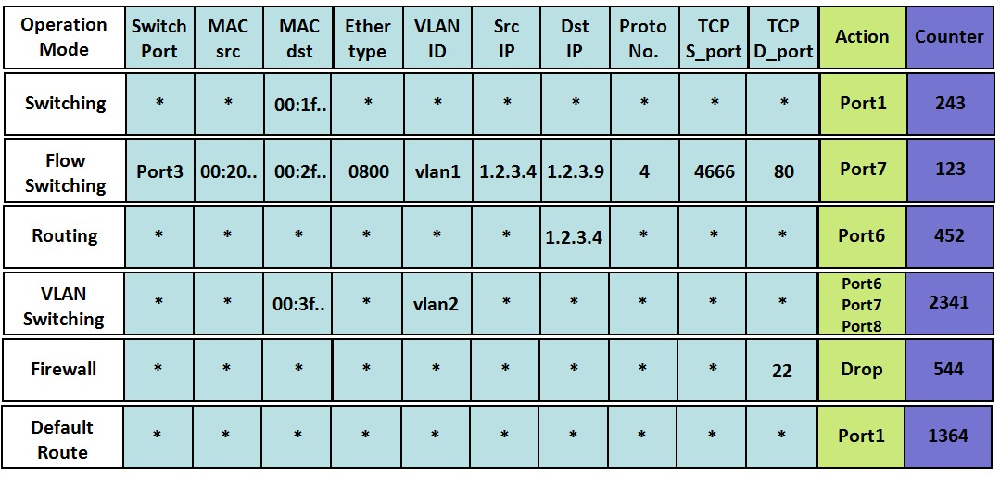 Operation Mode Switch Port MAC src MAC dst Ether type VLAN ID Src IP Dst IP Proto No. TCP S_port TCP D_port Action Counter
Switching * * 00:1f.. * * * * * * * Port1 243
Flow Switching Port3 00:20.. 00:2f.. 0800 vlan1 1.2.3.4 1.2.3.9 4 4666 80 Port7 123
Routing * * * * * * 1.2.3.4 * * * Port6 452
VLAN Switching * * 00:3f.. * vlan2 * * * * * Port6 Port7 Port8 2341
Firewall * * * * * * * * * 22 Drop 544
Default Route * * * * * * * * * * Port1 1364